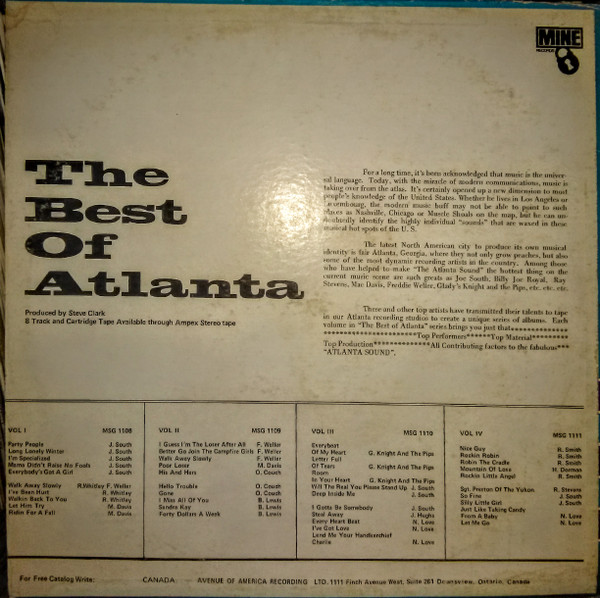 MINE
RECORDS
The
Best
Of
Atlanta
Produced by Steve Clark
8 Track and Cartridge Tape Available through Ampex Stereo tape
For a long time, it's been acknowledged that music is the univer-
sal language. Today, with the miracle of modern communications, music is
taking over from the atlas. It's certainly opened up a new dimension to most
people's knowledge of the United States. Whether he lives in Los Angeles or
the modern music buff may not be able to point to such
places as Nashville, Chicago or Muscle Shoals on the map, but he can un-
doubtedly identify the highly individual "sounds" that are waxed in these
musical hot spots of the U. S.
The latest North American city to produce its own musical
identity is fair Atlanta, Georgia, where they not only grow peaches, but also
some of the most dynamic recording artists in the country. Among those
who have helped to make "The Atlanta Sound" the hottest thing on the
current music scene are such greats as Joe South, Billy Joe Royal, Ray
Stevens, Mac Davis, Freddie Weller, Glady's Knight and the Pips, etc. etc. etc.
These and other top artists have transmitted their talents to tape
in our Atlanta recording studios to create a unique series of albums. Each
volume in "The Best of Atlanta" series brings you just that**************
************************Top Performers******Top Material*********
Top Production**************All Contributing factors to the fabulous***
"ATLANTA SOUND".
VOL I MSG 1108
Party People J. South
Long Lonely Winter J. South
I'm Specialized J. South
Mama Didn't Raise No Fools J. South
Everybody's Got A Girl J. South
Walk Away Slowly R.Whitley F. Weller
I've Been Hurt R. Whitley
Walkin Back To You R. Whitley
Let Him Try M. Davis
Ridin For A Fall M. Davis
VOL II MSG 1109
I Guess I'm The Loser After All F. Weller
Better Go Join The Campfire Girls F. Weller
Walk Away Slowly F. Weller
Poor Loser M. Davis
His And Hers O. Couch
Hello Trouble O. Couch
Gone O. Couch
I Miss All Of You B. Lewis
Sandra Kay B. Lewis
Forty Dollars A Week B. Lewis
VOL III MSG 1110
Everybeat
Of My Heart G. Knight And The Pips
Letter Full
Of Tears G. Knight And The Pips
Room
In Your Heart G. Knight And The Pips
Will The Real You Please Stand Up J. South
Deep Inside Me J. South
I Gotta Be Somebody J. South
Steal Away J. Hughs
Every Heart Beat N. Love
I've Got Love N. Love
Lend Me Your Handkerchief
Charlie N. Love
VOL IV MSG 1111
Nice Guy R. Smith
Rockin Robin R. Smith
Robin The Cradle R. Smith
Mountain Of Love H. Dorman
Rockin Little Angel R. Smith
Sgt. Preston Of The Yukon R. Stevens
So Fine J. South
Silly Little Girl J. South
Just Like Taking Candy
From A Baby N. Love
Let Me Go N. Love
For Free Catalog Write: CANADA: AVENUE OF AMERICA RECORDING LTD. 1111 Finch Avenue West, Suite 261 Downsview, Ontario, Canada